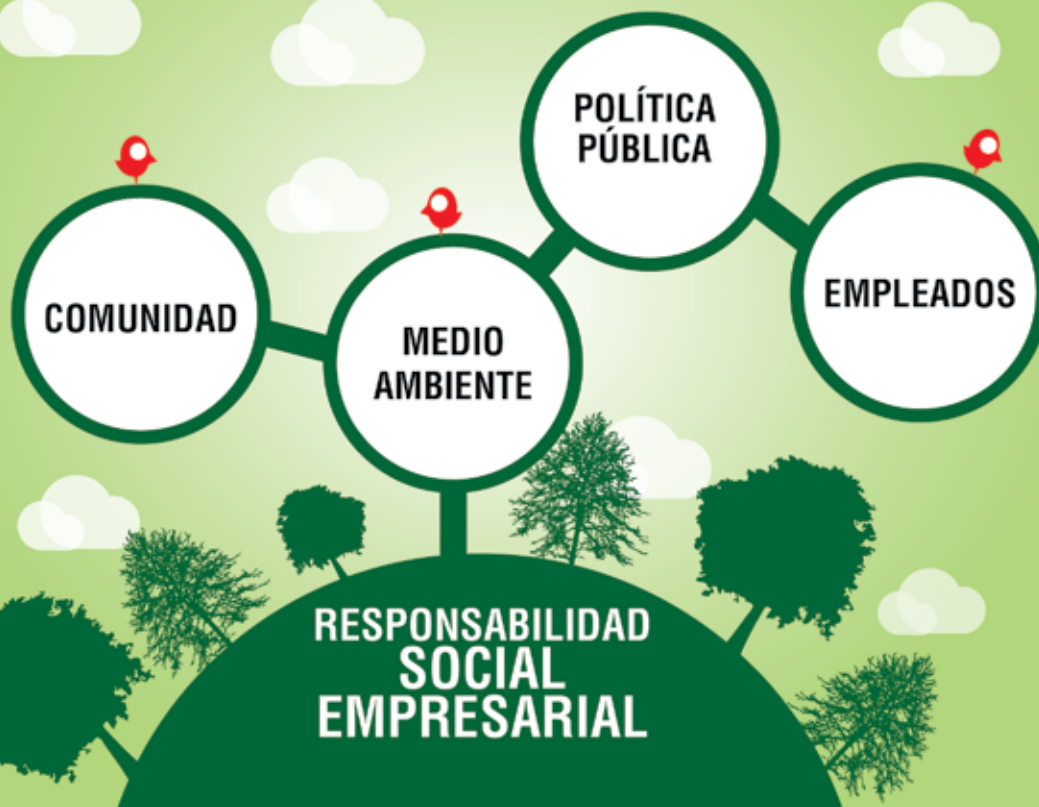 POLÍTICA
PÚBLICA
COMUNIDAD
MEDIO
AMBIENTE
EMPLEADOS
RESPONSABILIDAD
SOCIAL
EMPRESARIAL